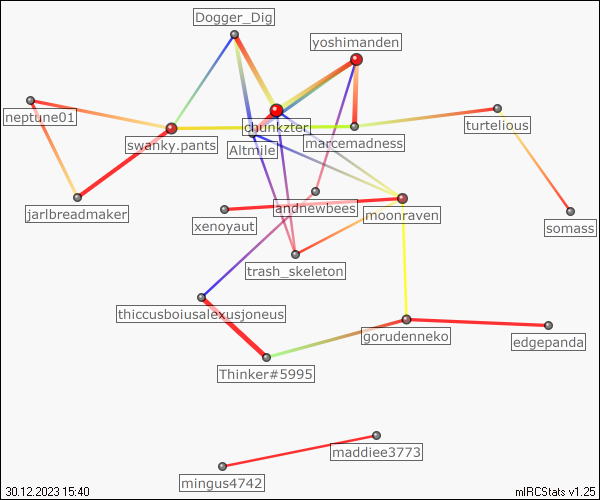 Dogger_Dig
yoshimanden
neptune01
chunkzter
turtelious
swanky.pants
Altmile
marcemadness
jarlbreadmaker
andnewbees
moonraven
xenoyaut
somass
trash_skeleton
thiccusboiusalexusjoneus
gorudenneko
edgepanda
Thinker#5995
maddiee3773
mingus4742
30.12.2023 15:40
mIRCStats v1.25